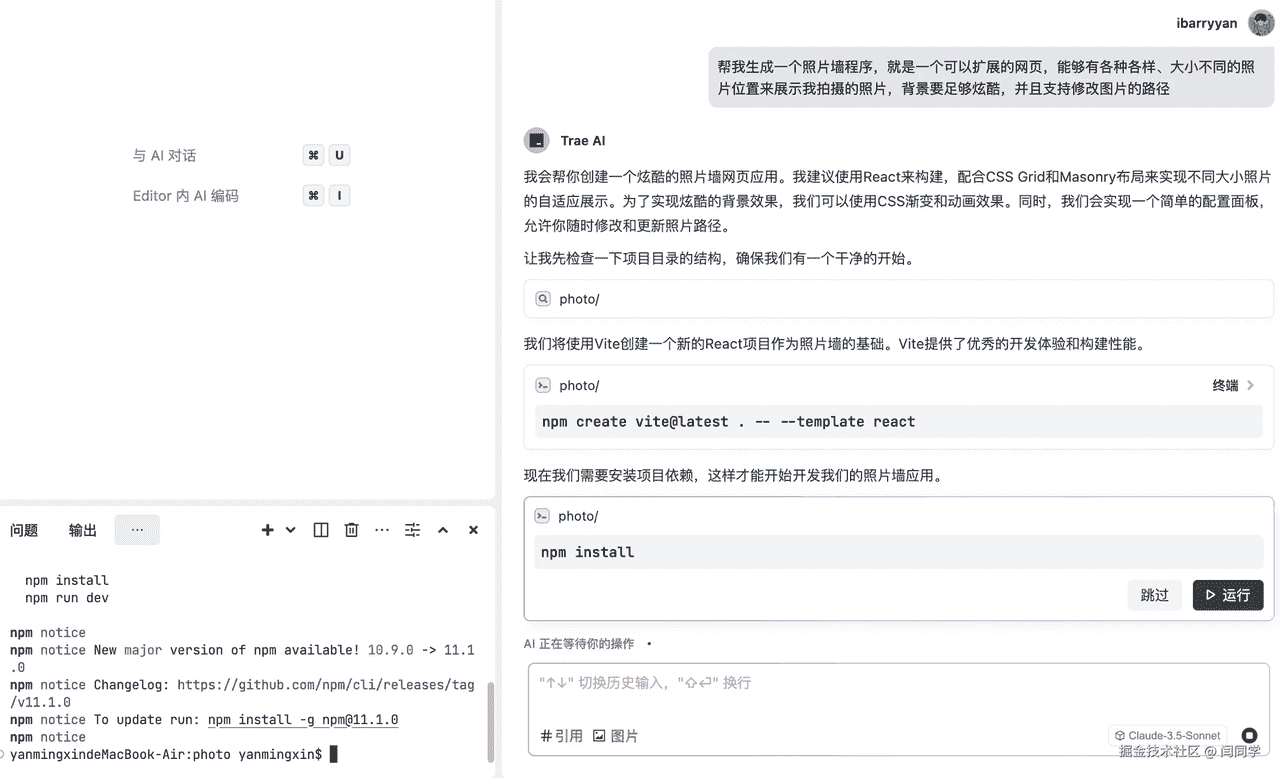 与 AI 对话 ⌘ U
Editor 内 AI 编码 ⌘ I
问题 输出 ···
npm install
npm run dev
npm notice
npm notice New major version of npm available! 10.9.0 -> 11.1
.0
npm notice Changelog: https://github.com/npm/cli/releases/tag
/v11.1.0
npm notice To update run: npm install -g npm@11.1.0
npm notice
yanmingxindeMacBook-Air:photo yanmingxin$
ibarryyan
帮我生成一个照片墙程序，就是一个可以扩展的网页，能够有各种各样、大小不同的照
片位置来展示我拍摄的照片，背景要足够炫酷，并且支持修改图片的路径
Trae AI
我会帮你创建一个炫酷的照片墙网页应用。我建议使用React来构建，配合CSS Grid和Masonry布局来实现不同大小照片
的自适应展示。为了实现炫酷的背景效果，我们可以使用CSS渐变和动画效果。同时，我们会实现一个简单的配置面板，
允许你随时修改和更新照片路径。
让我先检查一下项目目录的结构，确保我们有一个干净的开始。
photo/
我们将使用Vite创建一个新的React项目作为照片墙的基础。Vite提供了优秀的开发体验和构建性能。
photo/ 终端
npm create vite@latest . -- --template react
现在我们需要安装项目依赖，这样才能开始开发我们的照片墙应用。
photo/
npm install
跳过 运行
AI 正在等待你的操作
"↑↓" 切换历史输入，"⇧⏎" 换行
#引用 图片
Claude-3.5-Sonnet
掘金技术社区 @ 闫同学